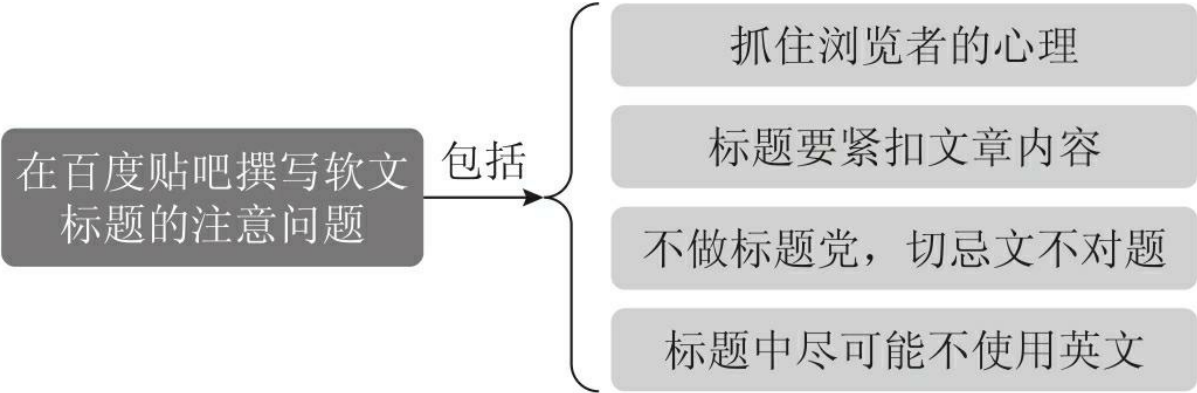 在百度贴吧撰写软文
标题的注意问题
包括
抓住浏览者的心理
标题要紧扣文章内容
不做标题党，切忌文不对题
标题中尽可能不使用英文